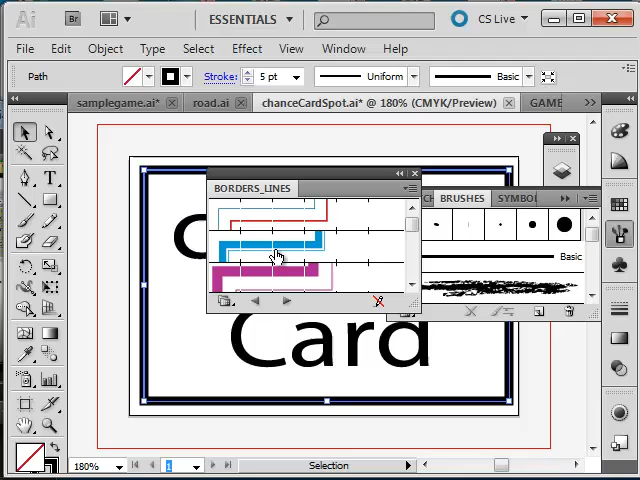 Ai Br ESSENTIALS CS Live
File Edit Object Type Select Effect View Window Help
Path Stroke: 5 pt Uniform Basic
samplegame.ai* road.ai chanceCardSpot.ai* @ 180% (CMYK/Preview) GAME
BORDERS_LINES
BRUSHES SYMBOL
Basic
Card
180% 1 Selection